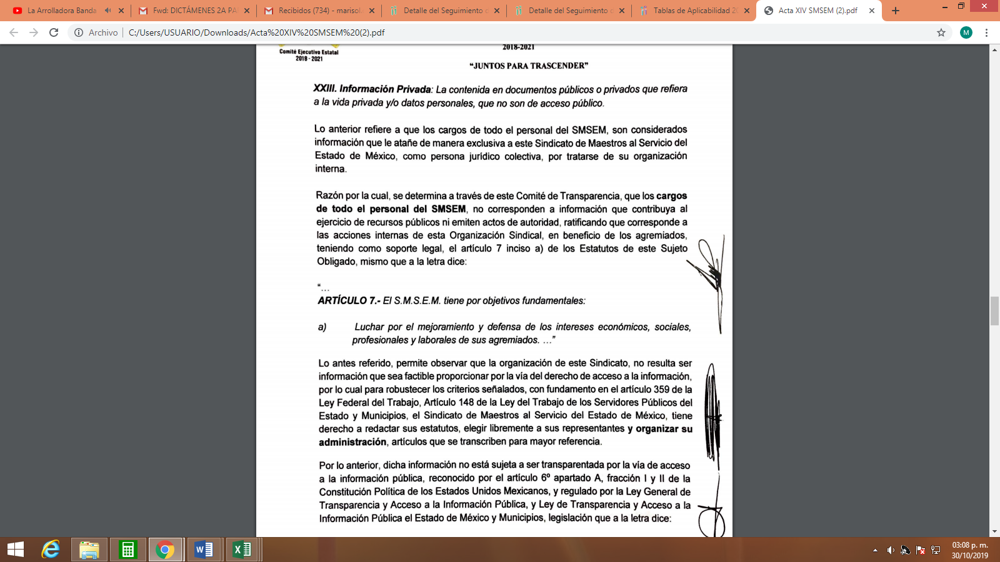 La Arrolladora Banda
Fwd: DICTÁMENES 2A PA
Recibidos (734) - marisol.
Detalle del Seguimiento d
Detalle del Seguimiento d
Tablas de Aplicabilidad 20
Acta XIV SMSEM (2).pdf
Archivo
C:/Users/USUARIO/Downloads/Acta%20XIV%20SMSEM%20(2).pdf
M
Comité Ejecutivo Estatal
2018 - 2021
2018-2021
“JUNTOS PARA TRASCENDER”
XXIII. Información Privada: La contenida en documentos públicos o privados que refiera
a la vida privada y/o datos personales, que no son de acceso público.
Lo anterior refiere a que los cargos de todo el personal del SMSEM, son considerados
información que le atañe de manera exclusiva a este Sindicato de Maestros al Servicio del
Estado de México, como persona jurídico colectiva, por tratarse de su organización
interna.
Razón por la cual, se determina a través de este Comité de Transparencia, que los cargos
de todo el personal del SMSEM, no corresponden a información que contribuya al
ejercicio de recursos públicos ni emiten actos de autoridad, ratificando que corresponde a
las acciones internas de esta Organización Sindical, en beneficio de los agremiados,
teniendo como soporte legal, el artículo 7 inciso a) de los Estatutos de este Sujeto
Obligado, mismo que a la letra dice:
“...
ARTÍCULO 7.- El S.M.S.E.M. tiene por objetivos fundamentales:
a) Luchar por el mejoramiento y defensa de los intereses económicos, sociales,
profesionales y laborales de sus agremiados. ...”
Lo antes referido, permite observar que la organización de este Sindicato, no resulta ser
información que sea factible proporcionar por la vía del derecho de acceso a la información,
por lo cual para robustecer los criterios señalados, con fundamento en el artículo 359 de la
Ley Federal del Trabajo, Artículo 148 de la Ley del Trabajo de los Servidores Públicos del
Estado y Municipios, el Sindicato de Maestros al Servicio del Estado de México, tiene
derecho a redactar sus estatutos, elegir libremente a sus representantes y organizar su
administración, artículos que se transcriben para mayor referencia.
Por lo anterior, dicha información no está sujeta a ser transparentada por la vía de acceso
a la información pública, reconocido por el artículo 6º apartado A, fracción I y II de la
Constitución Política de los Estados Unidos Mexicanos, y regulado por la Ley General de
Transparencia y Acceso a la Información Pública, y Ley de Transparencia y Acceso a la
Información Pública el Estado de México y Municipios, legislación que a la letra dice:
03:08 p. m.
30/10/2019